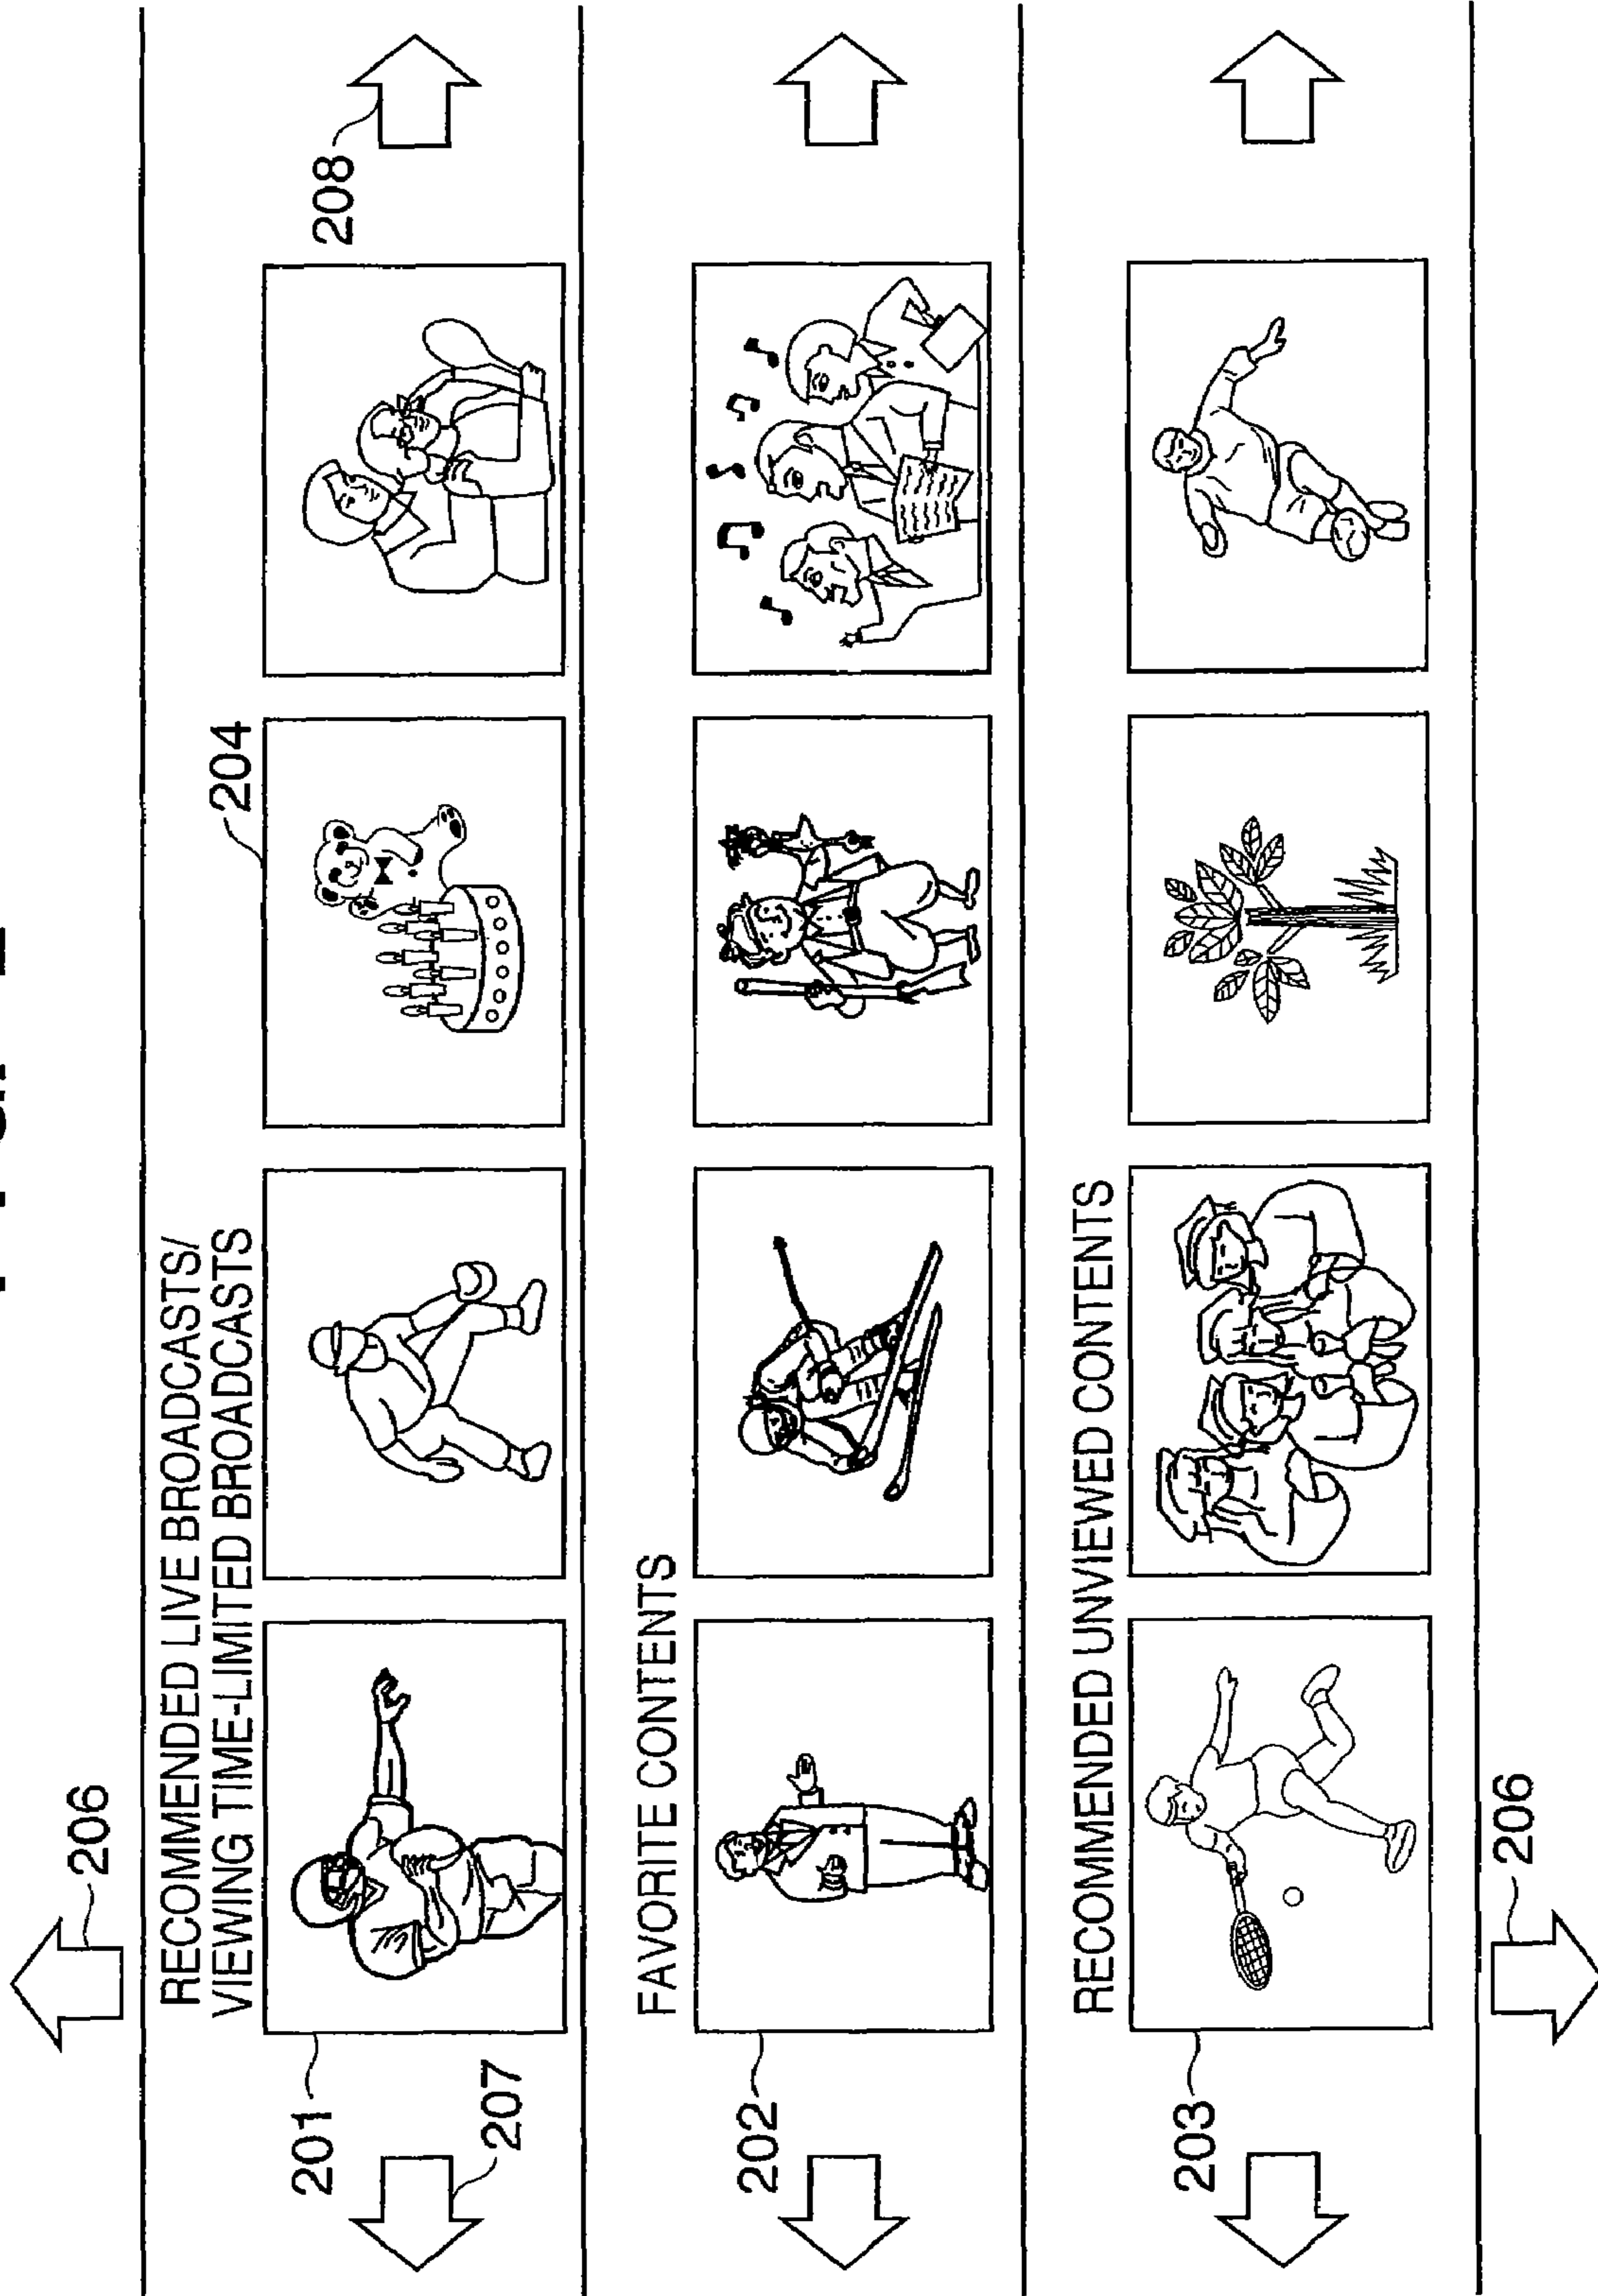 206
RECOMMENDED LIVE BROADCASTS/
VIEWING TIME-LIMITED BROADCASTS
204
208
201
207
FAVORITE CONTENTS
202
RECOMMENDED UNVIEWED CONTENTS
203
206